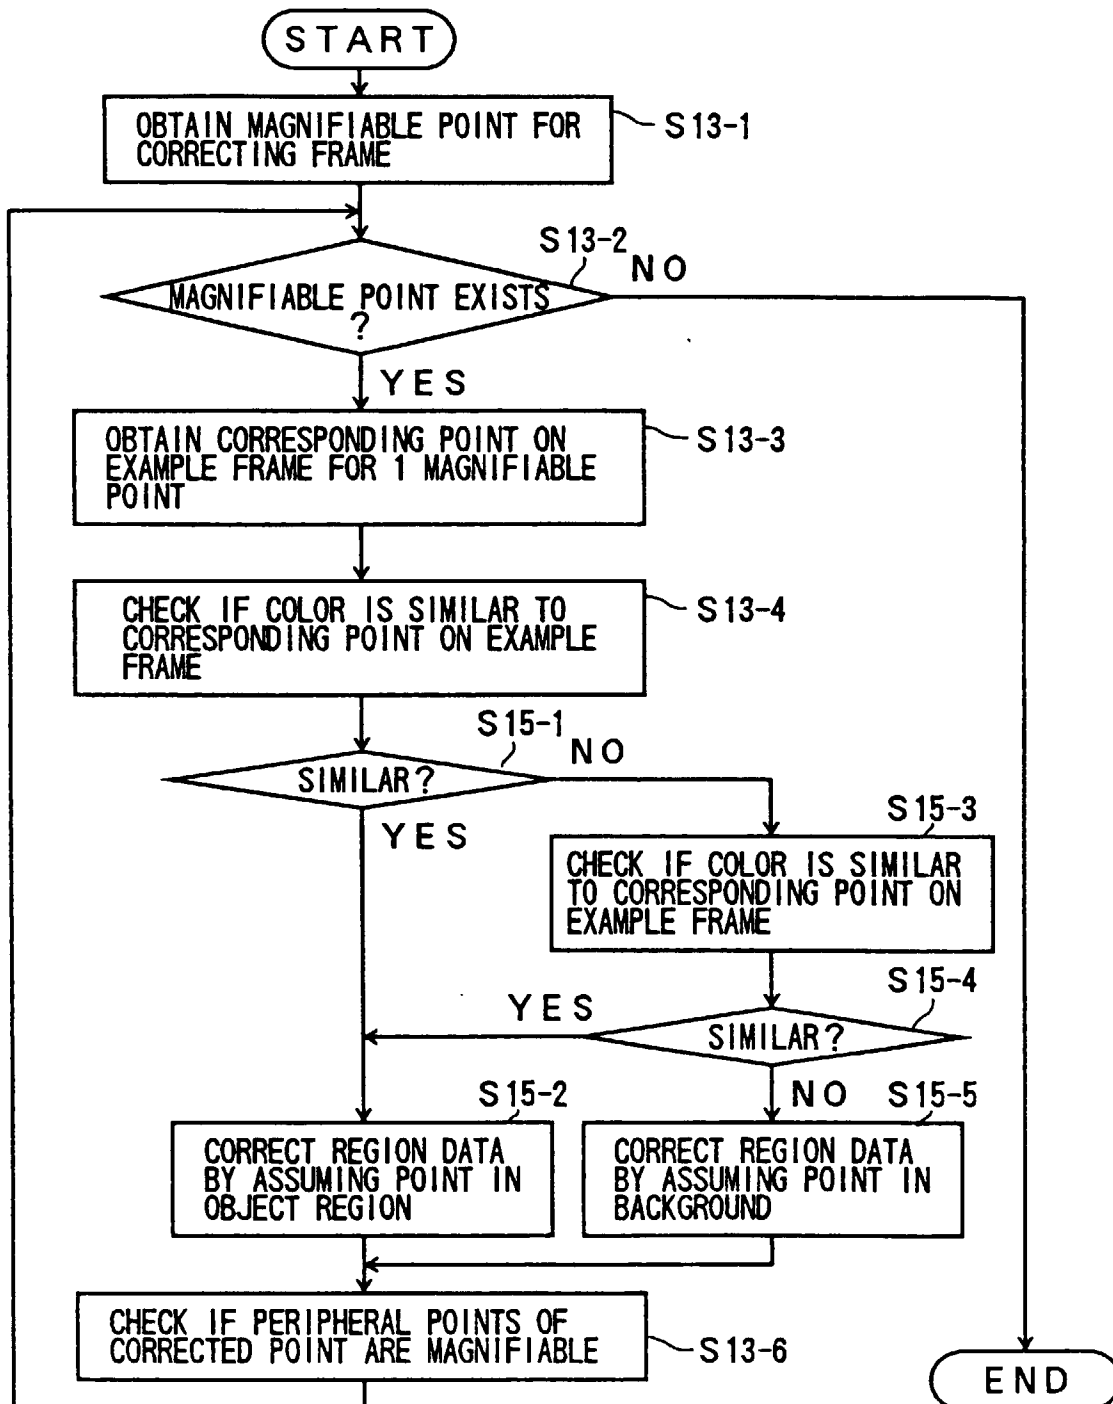 START
OBTAIN MAGNIFIABLE POINT FOR
CORRECTING FRAME
S13-1
S13-2
NO
MAGNIFIABLE POINT EXISTS
?
YES
OBTAIN CORRESPONDING POINT ON
EXAMPLE FRAME FOR 1 MAGNIFIABLE
POINT
S13-3
CHECK IF COLOR IS SIMILAR TO
CORRESPONDING POINT ON EXAMPLE
FRAME
S13-4
S15-1
NO
SIMILAR?
YES
S15-3
CHECK IF COLOR IS SIMILAR
TO CORRESPONDING POINT ON
EXAMPLE FRAME
S15-4
YES
SIMILAR?
NO
S15-2
CORRECT REGION DATA
BY ASSUMING POINT IN
OBJECT REGION
S15-5
CORRECT REGION DATA
BY ASSUMING POINT IN
BACKGROUND
CHECK IF PERIPHERAL POINTS OF
CORRECTED POINT ARE MAGNIFIABLE
S13-6
END